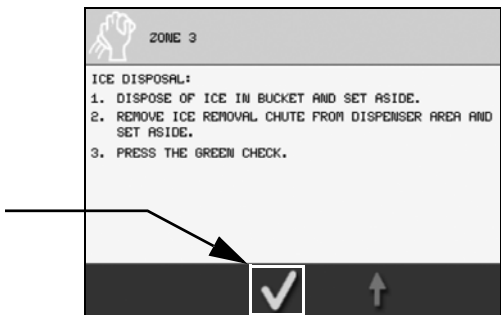 ZONE 3
ICE DISPOSAL:
1. DISPOSE OF ICE IN BUCKET AND SET ASIDE.
2. REMOVE ICE REMOVAL CHUTE FROM DISPENSER AREA AND
SET ASIDE.
3. PRESS THE GREEN CHECK.